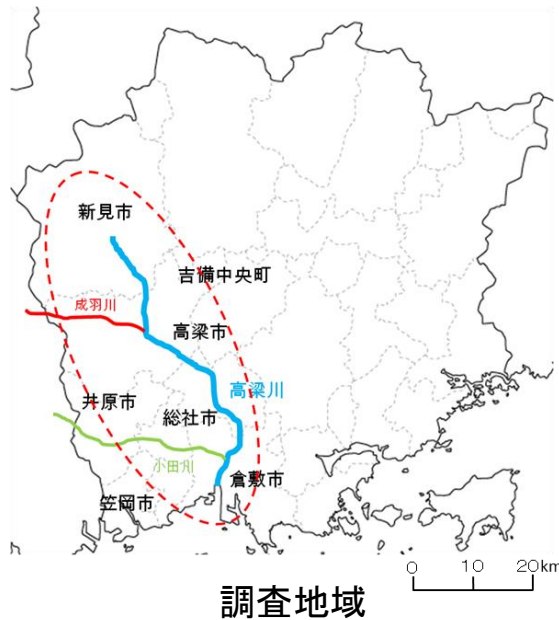 新見市
吉備中央町
成羽川
高梁市
高梁川
井原市
総社市
小田川
倉敷市
笠岡市
0 10 20km
調査地域